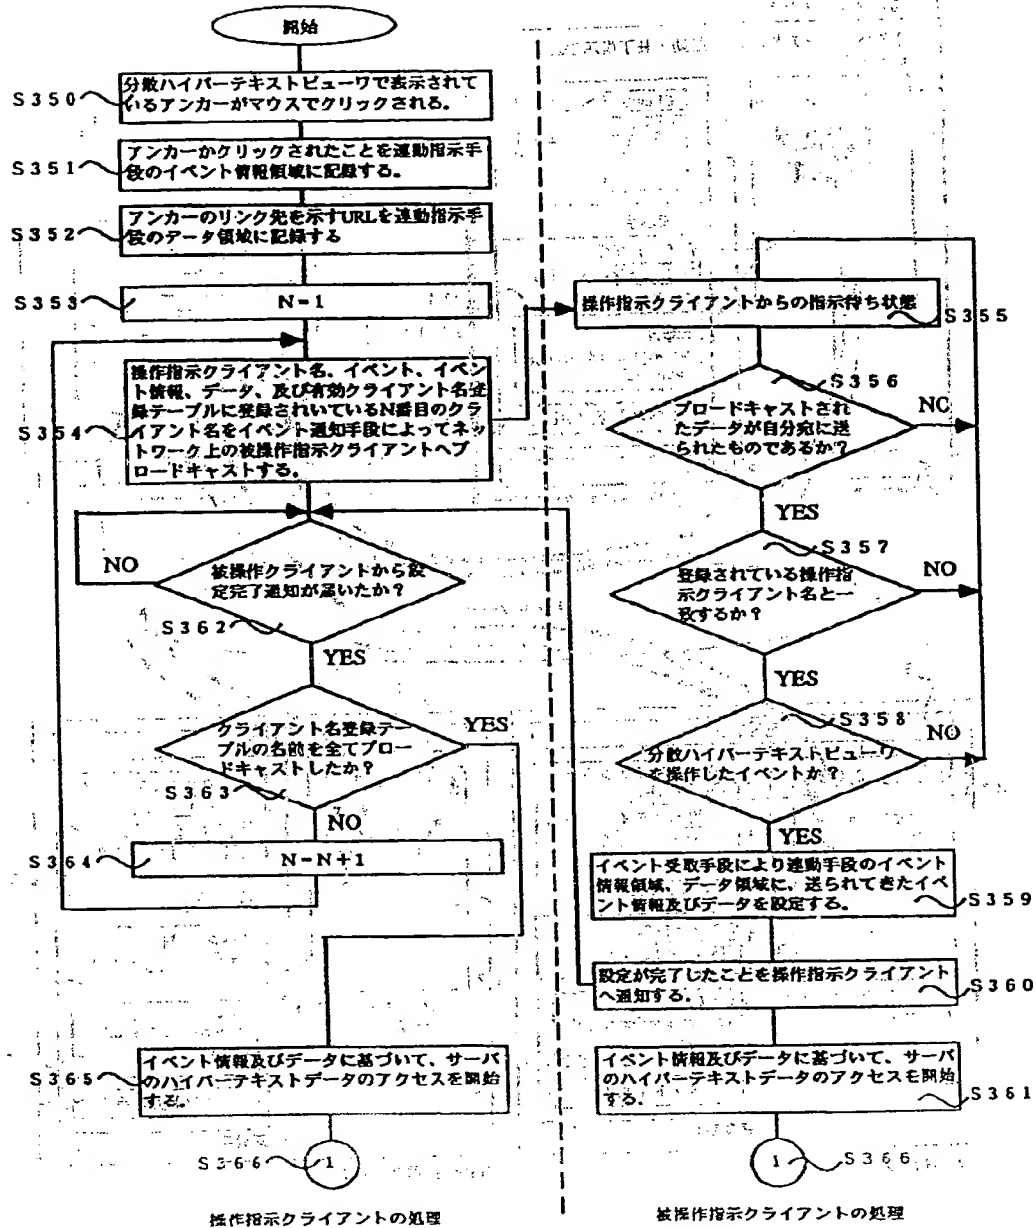 開始
S350
分散ハイパーテキストビューワで表示されて
いるアンカーがマウスでクリックされる。
S351
アンカーかクリックされたことを連動指示手
段のイベント情報領域に記録する。
S352
アンカーのリンク先を示すURLを連動指示手
段のデータ領域に記録する
S353
N=1
S354
操作指示クライアント名、イベント、イベン
ト情報、データ、及び有効クライアント名登
録テーブルに登録されいているN番目のクラ
イアント名をイベント通知手段によってネッ
トワーク上の被操作指示クライアントへブ
ロードキャストする。
NO
被操作クライアントから設
定完了通知が届いたか?
S362
YES
クライアント名登録テー
ブルの名前を全てブロー
ドキャストしたか?
YES
S363
NO
S364
N=N+1
S365
イベント情報及びデータに基づいて、サーバ
のハイパーテキストデータのアクセスを開始
する。
S366
1
操作指示クライアントの処理
操作指示クライアントからの指示待ち状態
S355
S356
ブロードキャストされ
たデータが自分宛に送
られたものであるか?
NO
YES
S357
登録されている操作指
示クライアント名と一
致するか?
NO
YES
S358
分散ハイパーテキストビューワ
を操作したイベントか?
NO
YES
イベント受取手段により連動手段のイベント
情報領域、データ領域に、送られてきたイベ
ント情報及びデータを設定する。
S359
設定が完了したことを操作指示クライアント
へ通知する。
S360
イベント情報及びデータに基づいて、サーバ
のハイパーテキストデータのアクセスを開始
する.
S361
1
S366
被操作指示クライアントの処理